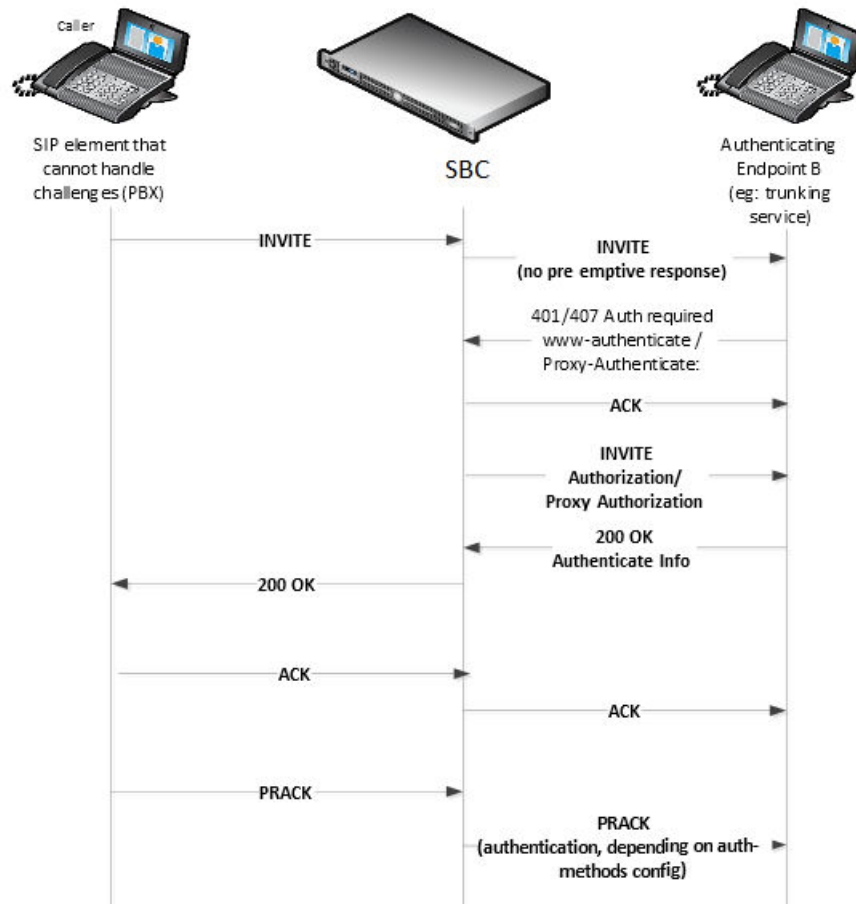 Caller
SIP element that
cannot handle
challenges (PBX)
SBC
Authenticating
Endpoint B
(eg: trunking
service)
INVITE
INVITE
(no pre emptive response)
401/407 Auth required
www-authenticate /
Proxy-Authenticate:
ACK
INVITE
Authorization/
Proxy Authorization
200 OK
Authenticate Info
200 OK
ACK
ACK
PRACK
PRACK
(authentication, depending on auth-
methods config)